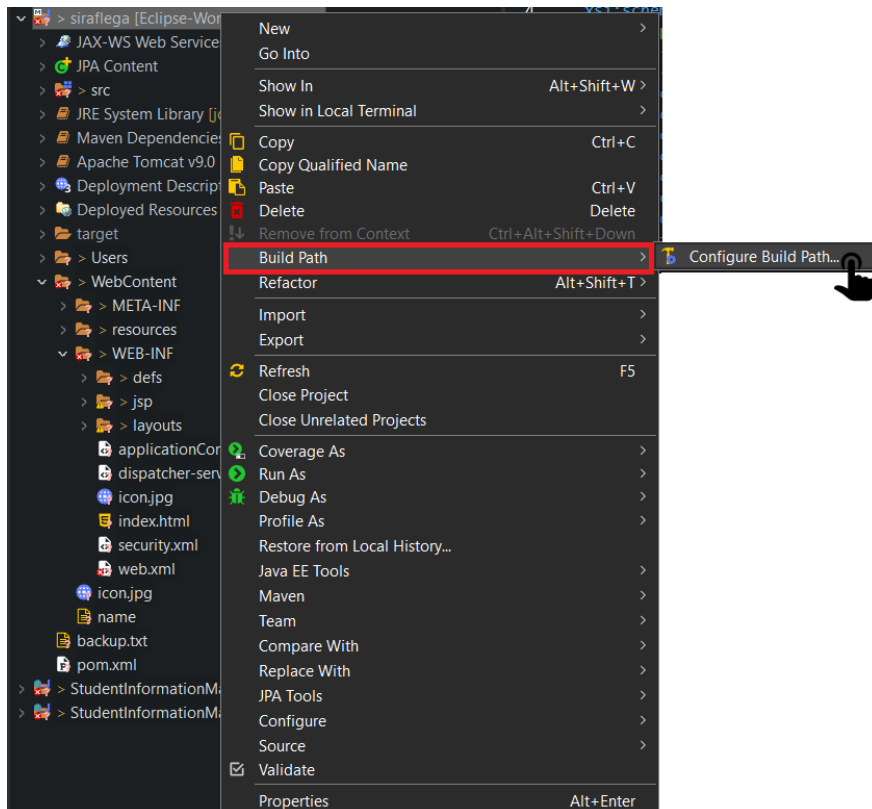 > siraflega [Eclipse-Wor
JAX-WS Web Service
JPA Content
> src
JRE System Library [j
Maven Dependencie
Apache Tomcat v9.0
Deployment Descrip
Deployed Resources
target
> Users
> WebContent
> META-INF
> resources
> WEB-INF
> defs
> jsp
> layouts
applicationCor
dispatcher-serv
icon.jpg
index.html
security.xml
web.xml
icon.jpg
name
backup.txt
pom.xml
> StudentInformationMa
> StudentInformationMa
New
Go Into
Show In Alt+Shift+W >
Show in Local Terminal
Copy Ctrl+C
Copy Qualified Name
Paste Ctrl+V
Delete Delete
Remove from Context Ctrl+Alt+Shift+Down
Build Path
Refactor Alt+Shift+T >
Import
Export
Refresh F5
Close Project
Close Unrelated Projects
Coverage As
Run As
Debug As
Profile As
Restore from Local History...
Java EE Tools
Maven
Team
Compare With
Replace With
JPA Tools
Configure
Source
Validate
Properties Alt+Enter
Configure Build Path...